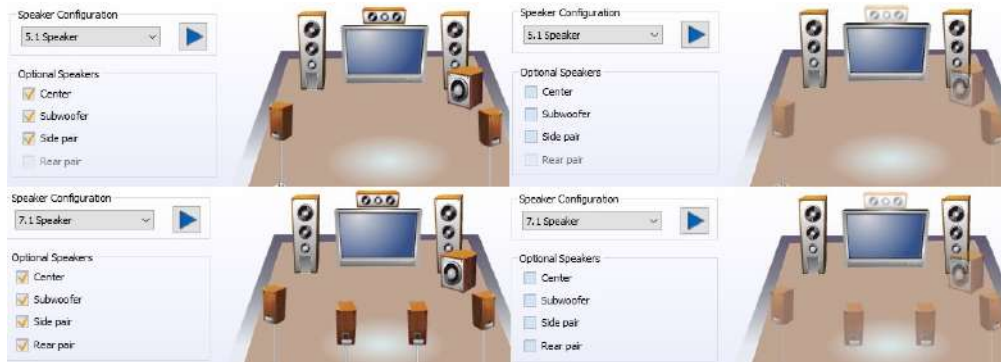 Speaker Configuration
5.1 Speaker
Optional Speakers
Center
Subwoofer
Side pair
Rear pair
Speaker Configuration
5.1 Speaker
Optional Speakers
Center
Subwoofer
Side pair
Rear pair
Speaker Configuration
7.1 Speaker
Optional Speakers
Center
Subwoofer
Side pair
Rear pair
Speaker Configuration
7.1 Speaker
Optional Speakers
Center
Subwoofer
Side pair
Rear pair